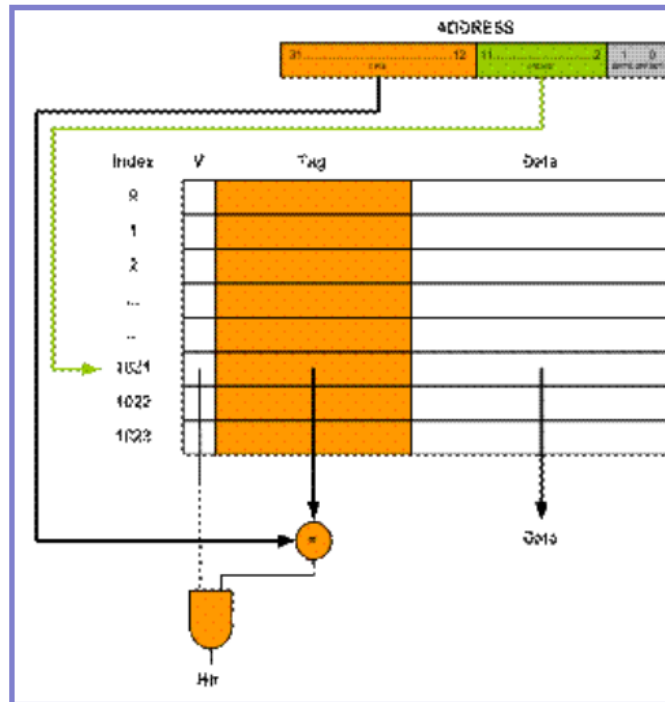 ADDRESS
31 12 11 2 1 0
Index V Tag Data
0
1
2
...
...
1021
1022
1023
=
Data
Hit